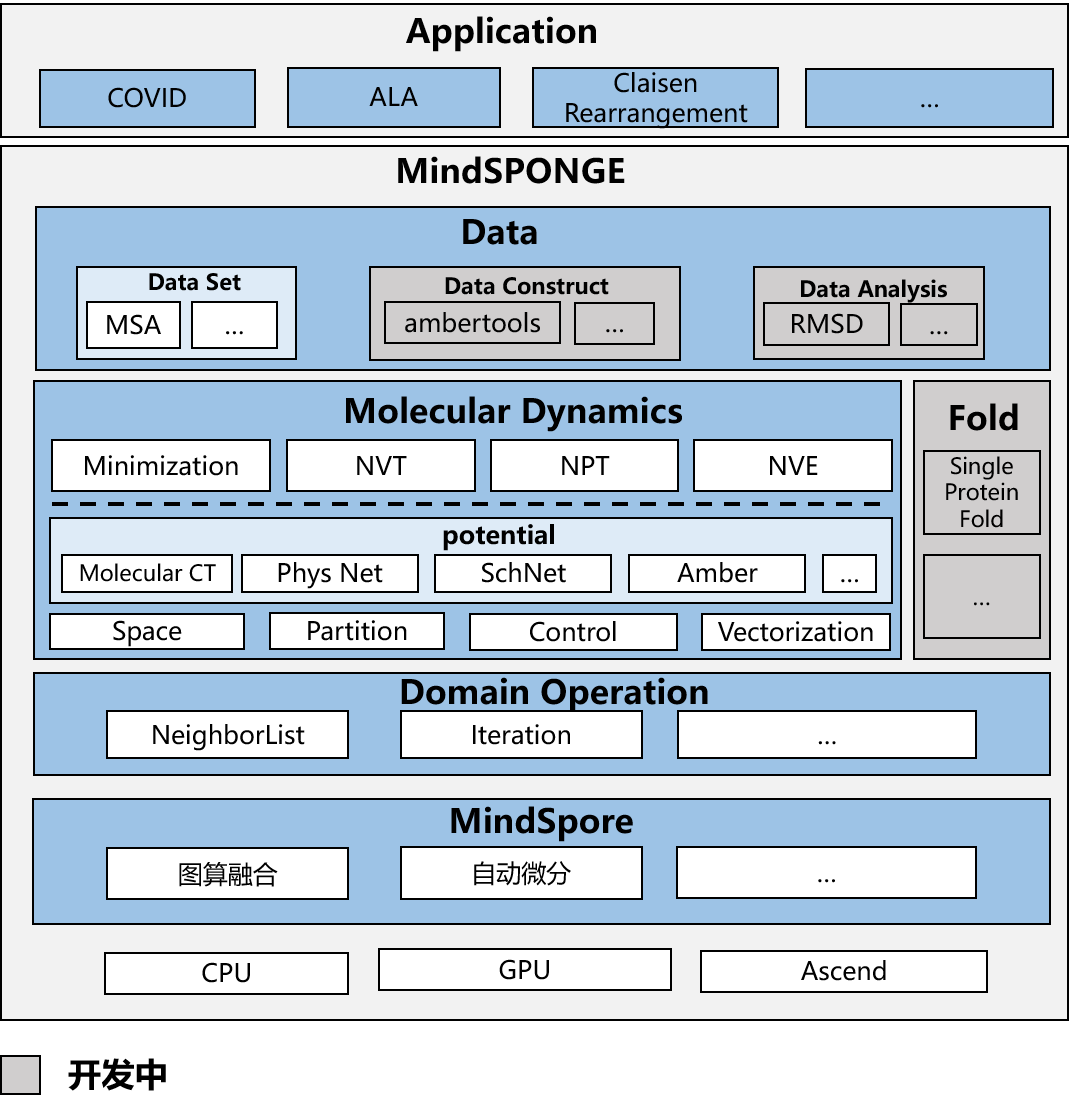 Application
COVID
ALA
Claisen
Rearrangement
...
MindSPONGE
Data
Data Set
MSA
...
Data Construct
ambertools
...
Data Analysis
RMSD
...
Molecular Dynamics
Minimization
NVT
NPT
NVE
potential
Molecular CT
Phys Net
SchNet
Amber
...
Space
Partition
Control
Vectorization
Fold
Single
Protein
Fold
...
Domain Operation
NeighborList
Iteration
...
MindSpore
图算融合
自动微分
...
CPU
GPU
Ascend
开发中